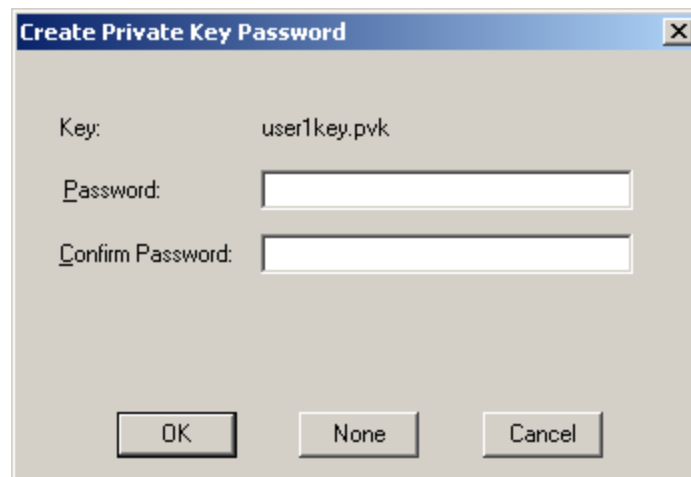 Create Private Key Password
Key: user1key.pvk
Password:
Confirm Password:
OK None Cancel